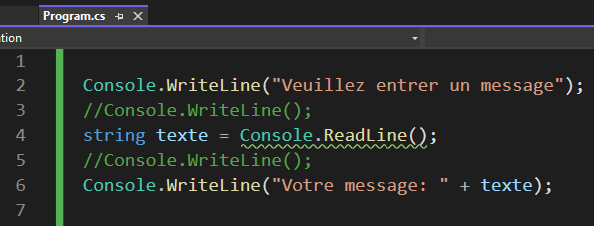 Program.cs
tion
1
2 Console.WriteLine("Veuillez entrer un message");
3 //Console.WriteLine();
4 string texte = Console.ReadLine();
5 //Console.WriteLine();
6 Console.WriteLine("Votre message: " + texte);
7